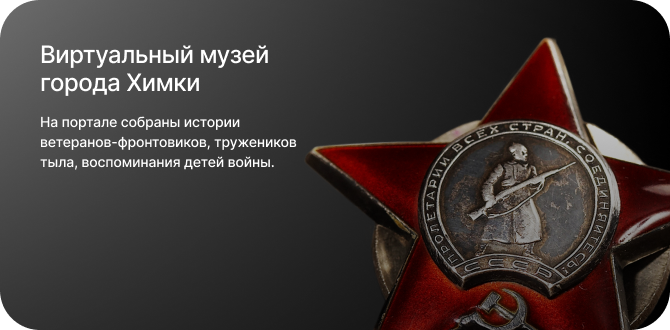 Виртуальный музей
города Химки
На портале собраны истории
ветеранов-фронтовиков, тружеников
тыла, воспоминания детей войны.
ПРОЛЕТАРИИ ВСЕХ СТРАН, СОЕДИНЯЙТЕСЬ!
СССР